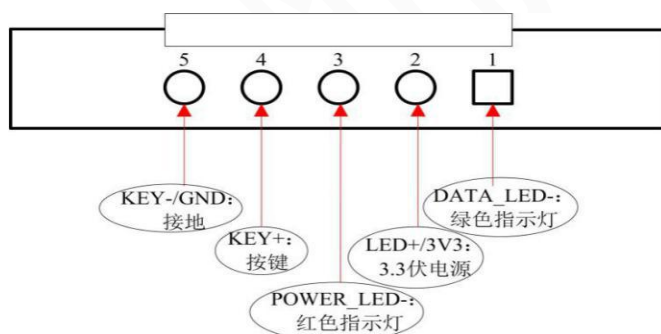 5 4 3 2 1
KEY-/GND:
接地
KEY+:
按键
POWER_LED-:
红色指示灯
LED+/3V3:
3.3伏电源
DATA_LED-:
绿色指示灯